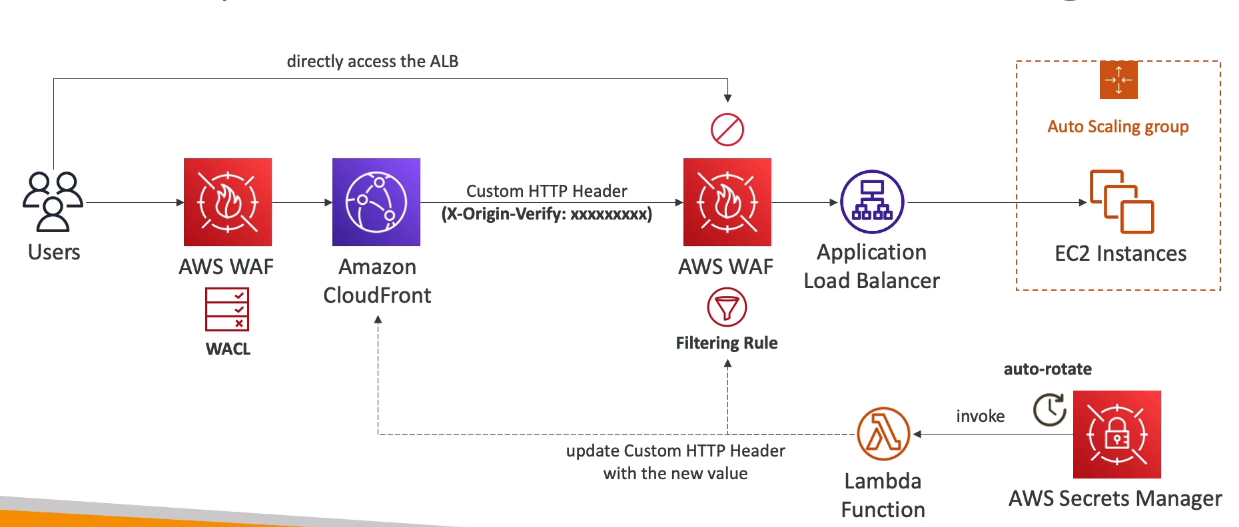 directly access the ALB
Auto Scaling group
Custom HTTP Header
(X-Origin-Verify: xxxxxxxxx)
Users
AWS WAF
Amazon
CloudFront
AWS WAF
Application
Load Balancer
EC2 Instances
WACL
Filtering Rule
auto-rotate
invoke
update Custom HTTP Header
with the new value
Lambda
Function
AWS Secrets Manager